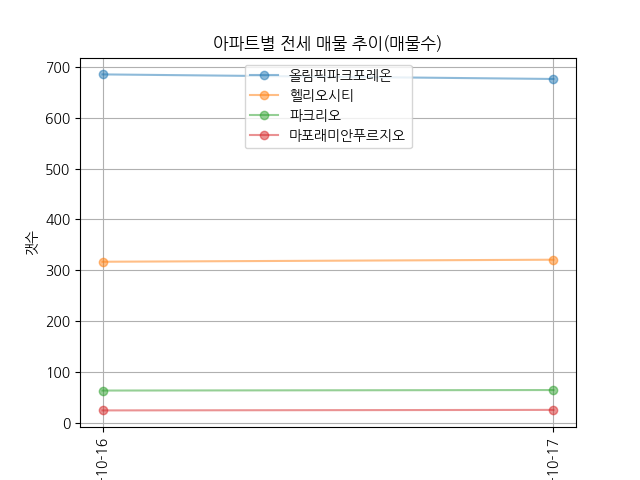 아파트별 전세 매물 추이(매물수)
700
600
500
400
300
200
100
0
갯수
올림픽파크포레온
헬리오시티
파크리오
마포래미안푸르지오
-10-16
-10-17